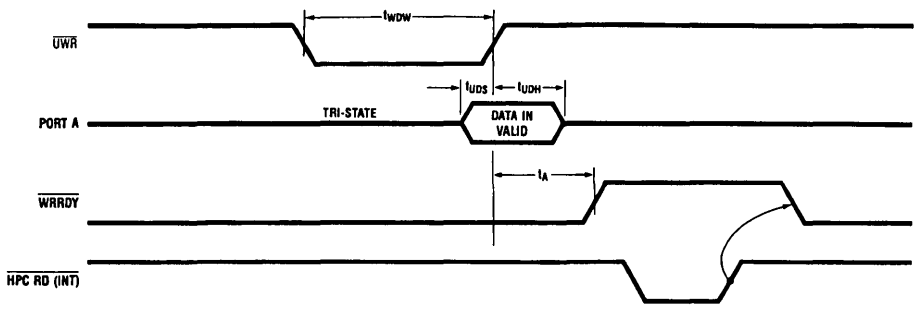 tWDW
UWR
tUDS
tUDH
TRI-STATE
PORT A
DATA IN
VALID
tA
WRRDY
HPC RD (INT)